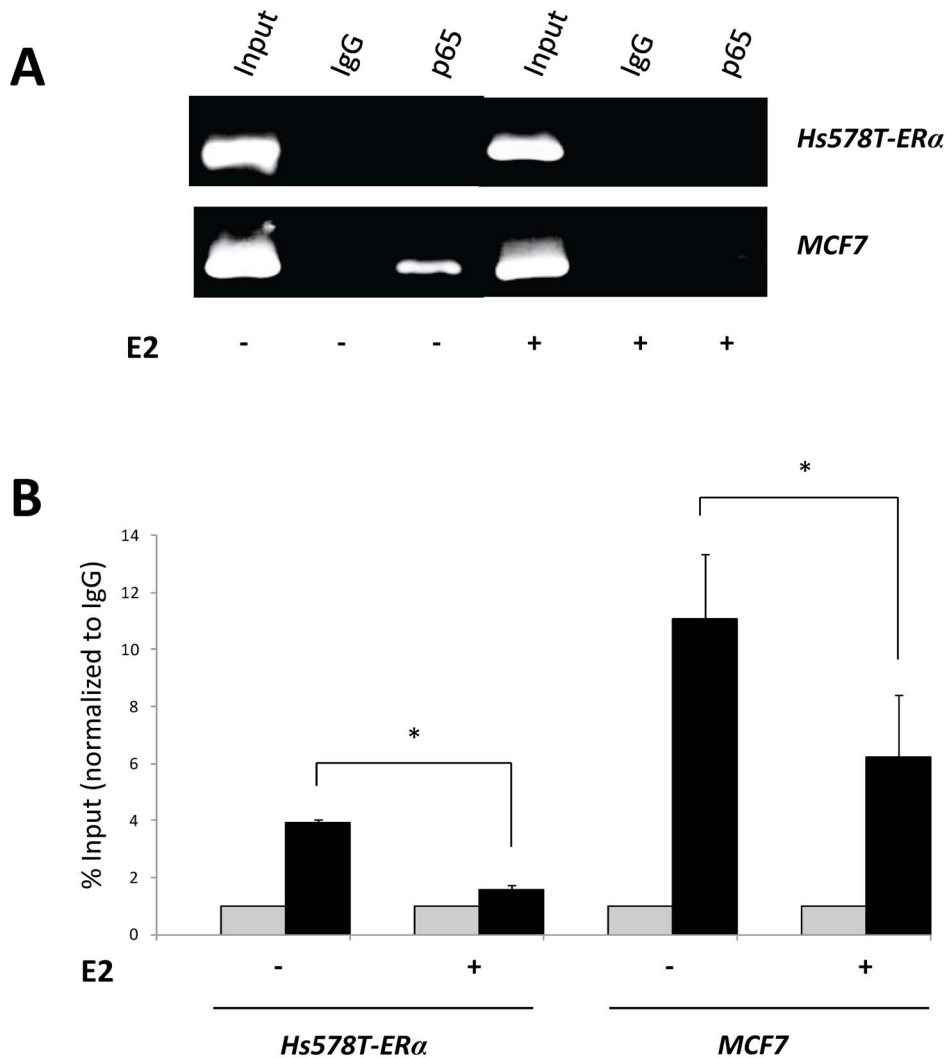 A
Input IgG p65 Input IgG p65
Hs578T-ERα
MCF7
E2 - - - + + +
B
*
*
% Input (normalized to IgG)
14
12
10
8
6
4
2
0
E2 - + - +
Hs578T-ERα MCF7